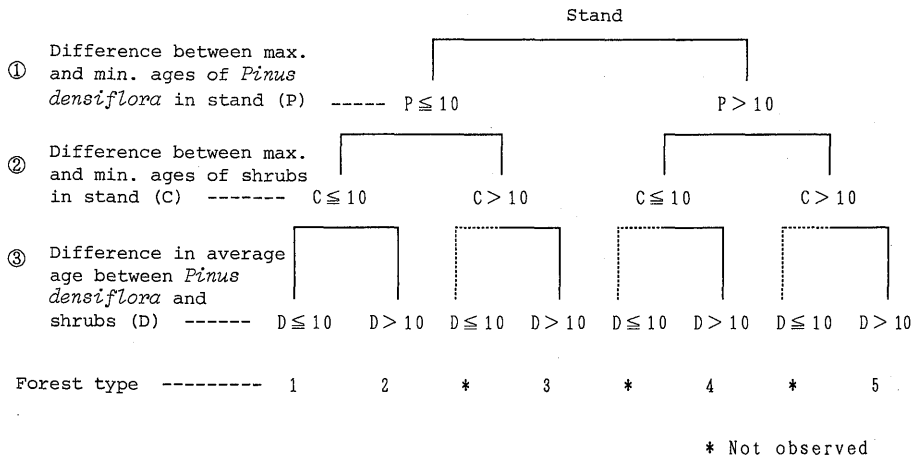 Stand
① Difference between max.
and min. ages of Pinus
densiflora in stand (P) ----- P≦10 P>10
② Difference between max.
and min. ages of shrubs
in stand (C) ------- C≦10 C>10 C≦10 C>10
③ Difference in average
age between Pinus
densiflora and
shrubs (D) ------ D≦10 D>10 D≦10 D>10 D≦10 D>10 D≦10 D>10
Forest type --------- 1 2 * 3 * 4 * 5
* Not observed